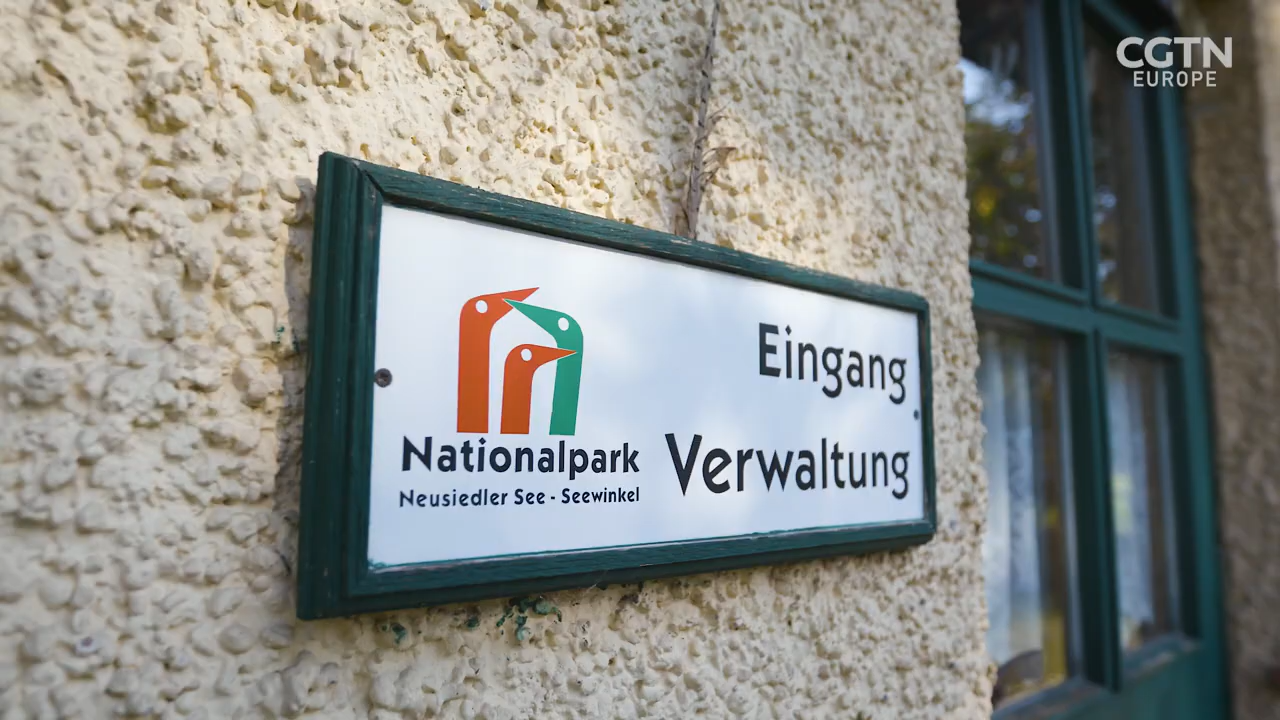 CGTN
EUROPE
Eingang
Verwaltung
Nationalpark
Neusiedler See - Seewinkel